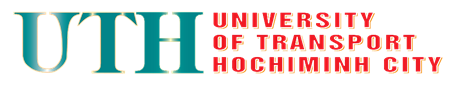 UTH
UNIVERSITY
OF TRANSPORT
HOCHIMINH CITY